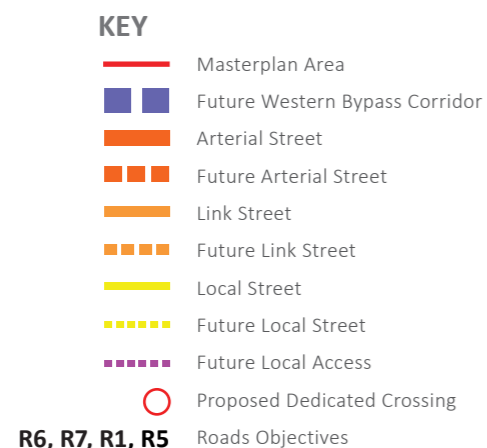 KEY
Masterplan Area
Future Western Bypass Corridor
Arterial Street
Future Arterial Street
Link Street
Future Link Street
Local Street
Future Local Street
Future Local Access
Proposed Dedicated Crossing
R6, R7, R1, R5 Roads Objectives